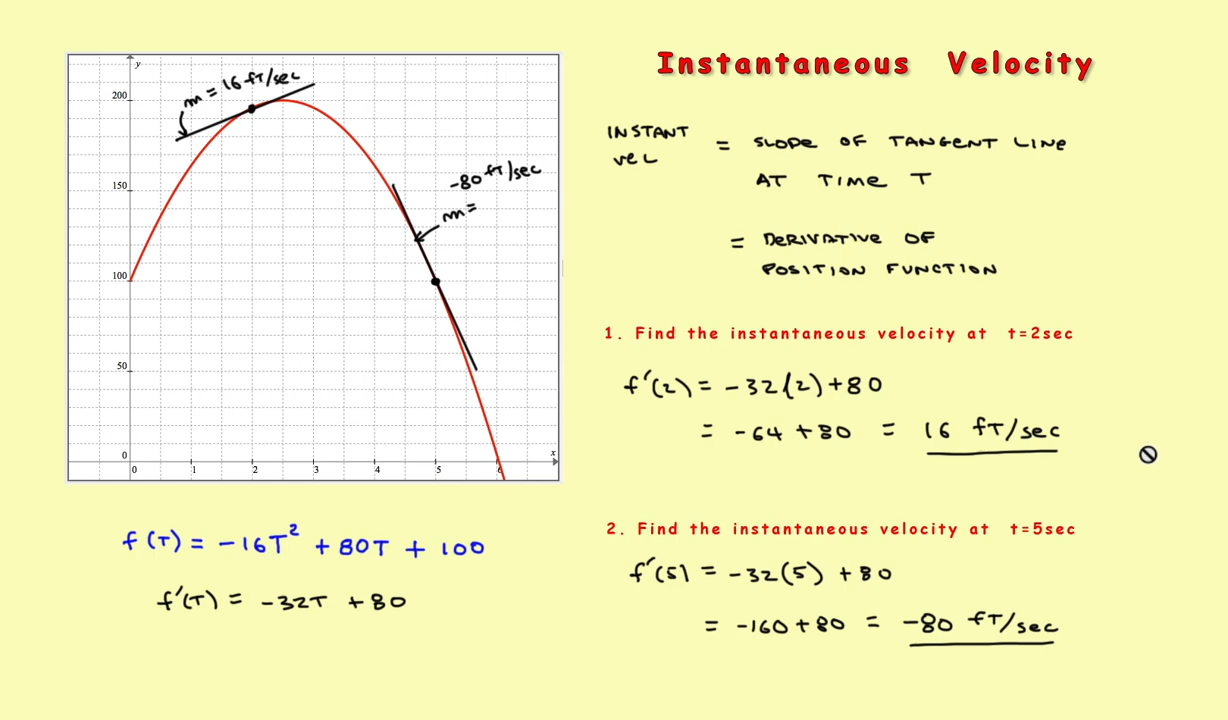 Instantaneous Velocity
y
200
150
100
50
0
0 1 2 3 4 5 6
x
m = 16 fT/sec
-80 fT/sec
m =
INSTANT VEL = SLOPE OF TANGENT LINE
AT TIME T
= DERIVATIVE OF
POSITION FUNCTION
1. Find the instantaneous velocity at t=2sec
f'(2) = -32(2) +80
= -64 +80 = 16 fT/sec
f(T) = -16T² + 80T + 100
f'(T) = -32T +80
2. Find the instantaneous velocity at t=5sec
f'(5) = -32(5) +80
= -160+80 = -80 fT/sec